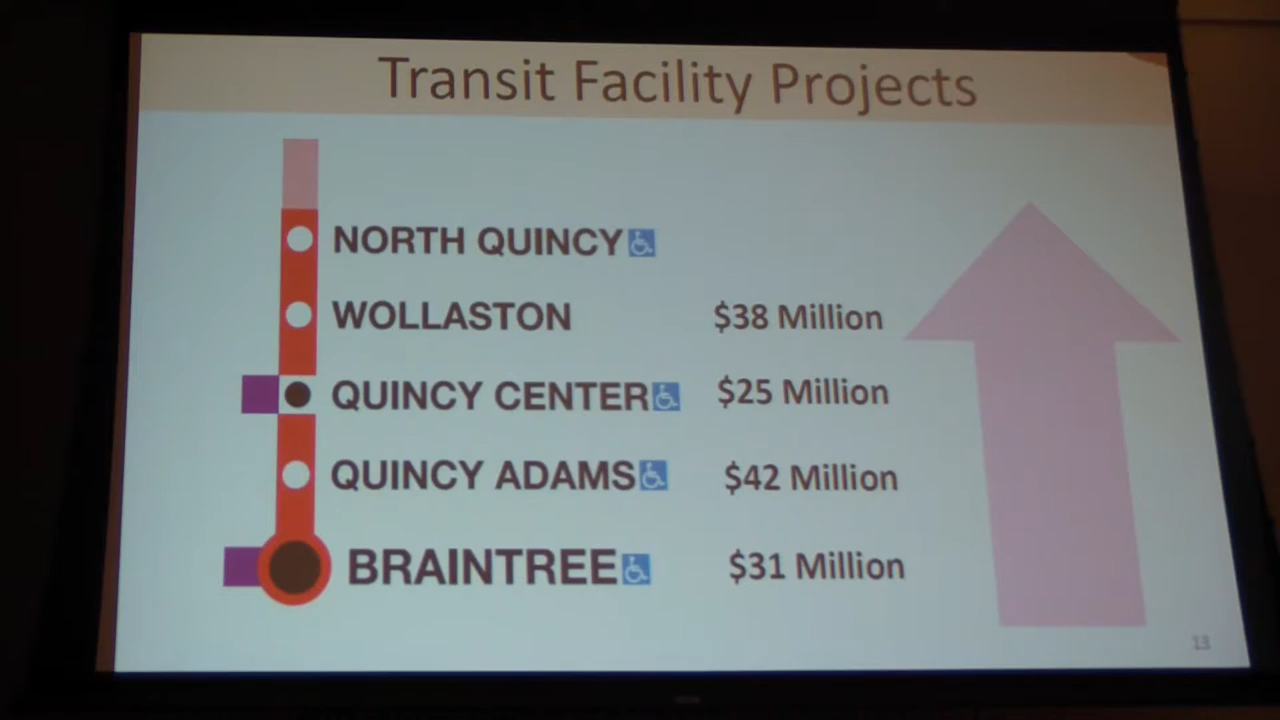 Transit Facility Projects
NORTH QUINCY
WOLLASTON $38 Million
QUINCY CENTER $25 Million
QUINCY ADAMS $42 Million
BRAINTREE $31 Million
13